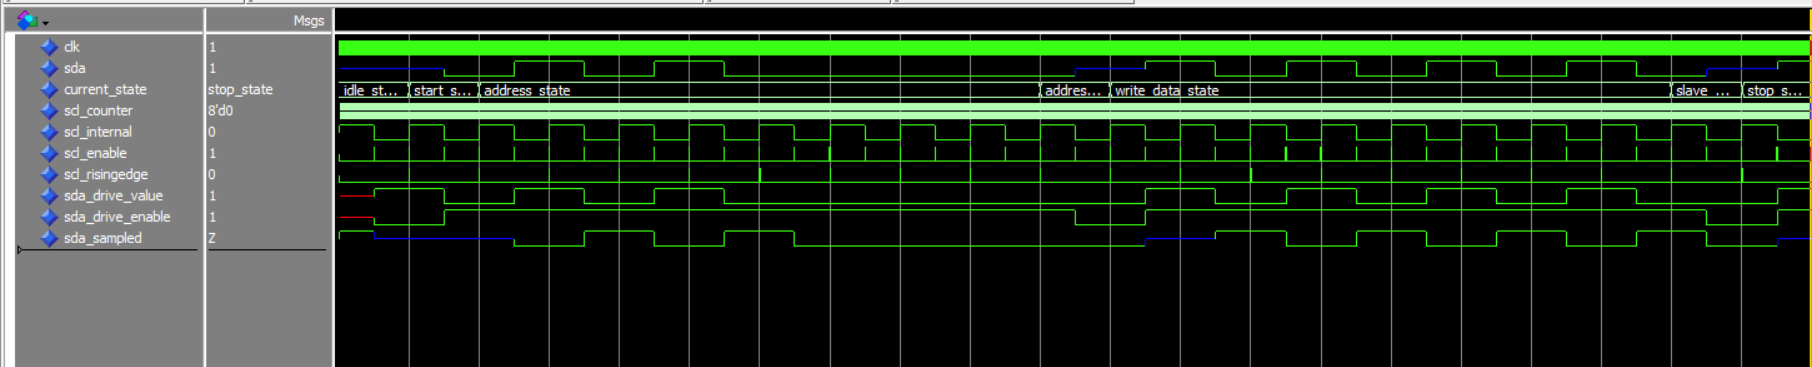 Msgs
clk 1
sda 1
current_state stop_state idle_st... start_s... address_state addres... write_data_state slave_... stop_s...
scl_counter 8'd0
scl_internal 0
scl_enable 1
scl_risingedge 0
sda_drive_value 1
sda_drive_enable 1
sda_sampled Z